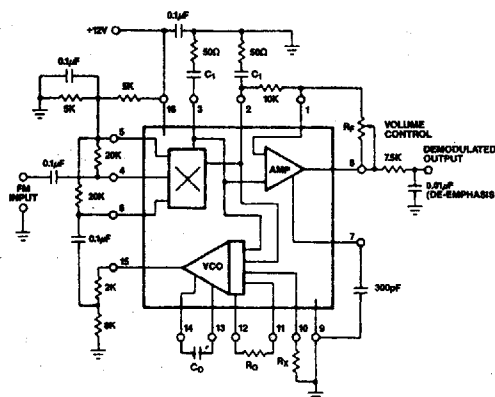 0.1μF
+12V
50Ω
50Ω
0.1μF
C1
C1
5K
5K
10K
16
3
2
1
RF
VOLUME
CONTROL
5
20K
DEMODULATED
OUTPUT
0.1μF
4
AMP
8
7.5K
FM
INPUT
20K
6
0.01μF
(DE-EMPHASIS
0.1μF
7
15
VCO
2K
300pF
8K
14
13
12
11
10
9
CO
RO
RX